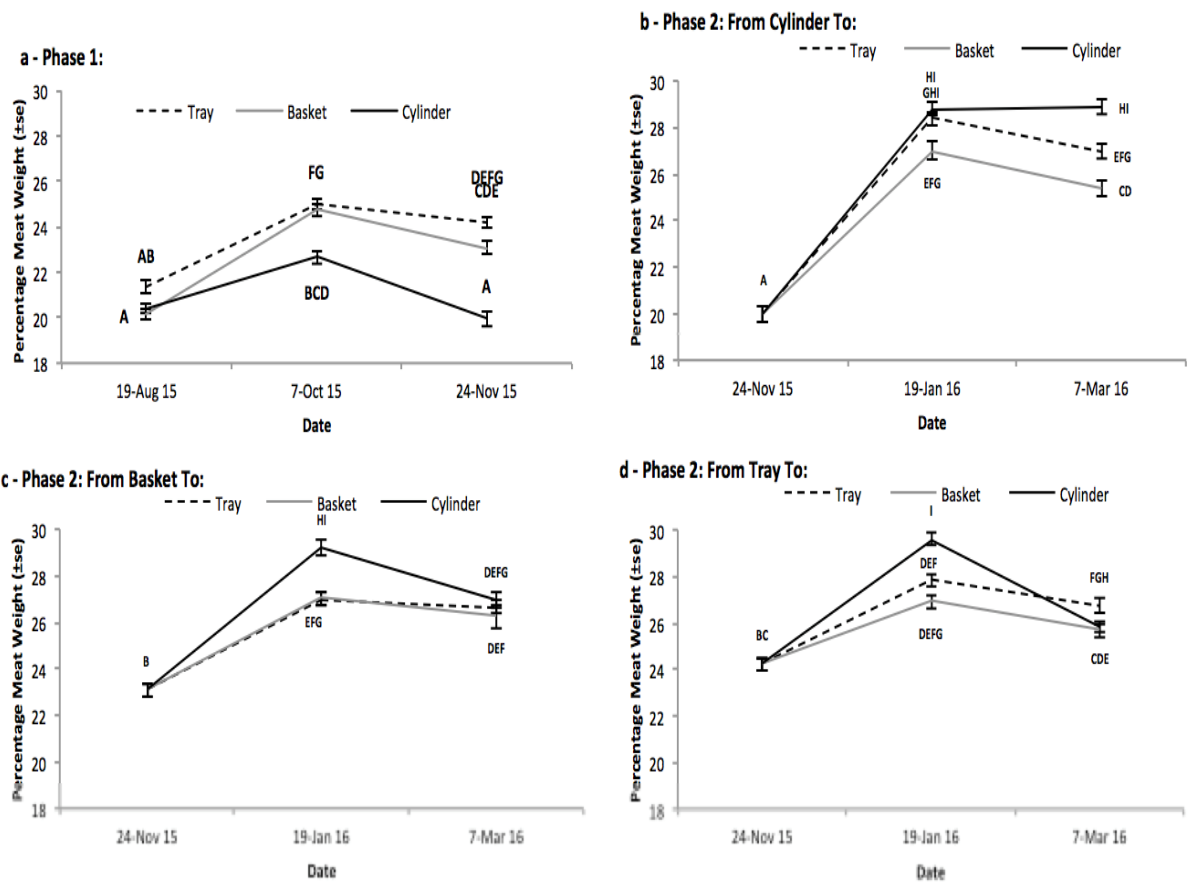 a - Phase 1:
Tray Basket Cylinder
Percentage Meat Weight (±se)
30
28
26
24
22
20
18
AB
A
FG
BCD
DEFG
CDE
A
19-Aug 15 7-Oct 15 24-Nov 15
Date
b - Phase 2: From Cylinder To:
Tray Basket Cylinder
Percentag Meat Weight (±se)
30
28
26
24
22
20
18
A
HI
GHI
EFG
HI
EFG
CD
24-Nov 15 19-Jan 16 7-Mar 16
Date
c - Phase 2: From Basket To:
Tray Basket Cylinder
Percentage Meat Weight (±se)
30
28
26
24
22
20
18
B
HI
EFG
DEFG
DEF
24-Nov 15 19-Jan 16 7-Mar 16
Date
d - Phase 2: From Tray To:
Tray Basket Cylinder
Percentage Meat Weight (±se)
30
28
26
24
22
20
18
BC
I
DEF
DEFG
FGH
CDE
24-Nov 15 19-Jan 16 7-Mar 16
Date